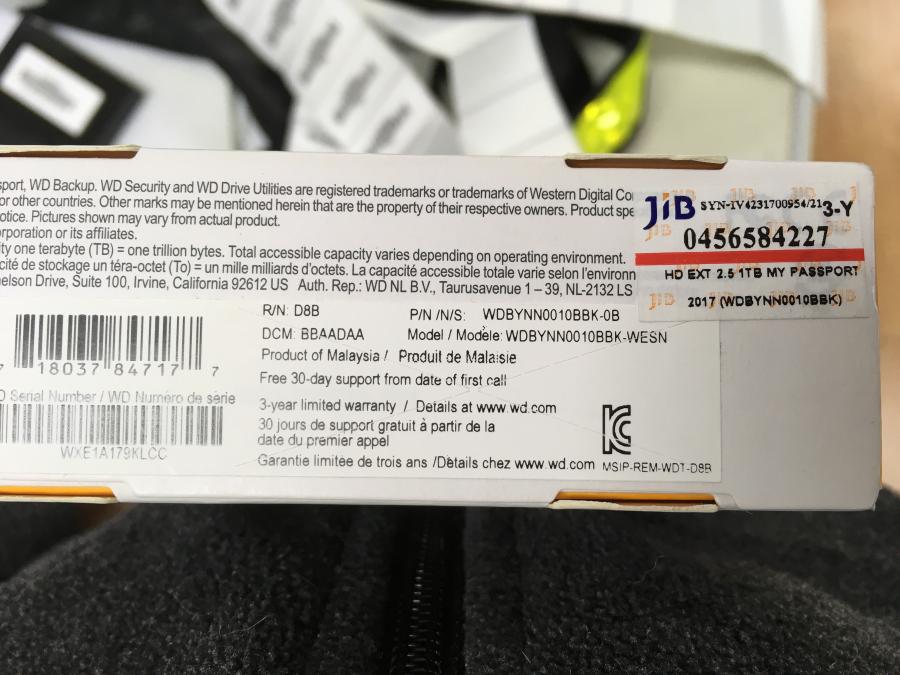 sport, WD Backup. WD Security and WD Drive Utilities are registered trademarks or trademarks of Western Digital Co
or other countries. Other marks may be mentioned herein that are the property of their respective owners. Product spe
otice. Pictures shown may vary from actual product.
orporation or its affiliates.
ity one terabyte (TB) = one trillion bytes. Total accessible capacity varies depending on operating environment.
cité de stockage un téra-octet (To) = un mille milliards d'octets. La capacité accessible totale varie selon l'environn
helson Drive, Suite 100, Irvine, California 92612 US Auth. Rep.: WD NL B.V., Taurusavenue 1 – 39, NL-2132 LS
JIB SYN-IV4231700954/21 3-Y
0456584227
HD EXT 2.5 1TB MY PASSPORT
2017 (WDBYNN0010BBK)
R/N: D8B P/N /N/S: WDBYNN0010BBK-0B
DCM: BBAADAA Model / Modèle: WDBYNN0010BBK-WESN
Product of Malaysia / Produit de Malaisie
Free 30-day support from date of first call
3-year limited warranty / Details at www.wd.com
30 jours de support gratuit à partir de la
date du premier appel
Garantie limitée de trois ans /Détails chez www.wd.com
MSIP-REM-WDT-D8B
7 18037 84717 7
D Serial Number / WD Numéro de série
WXE1A179KLCC